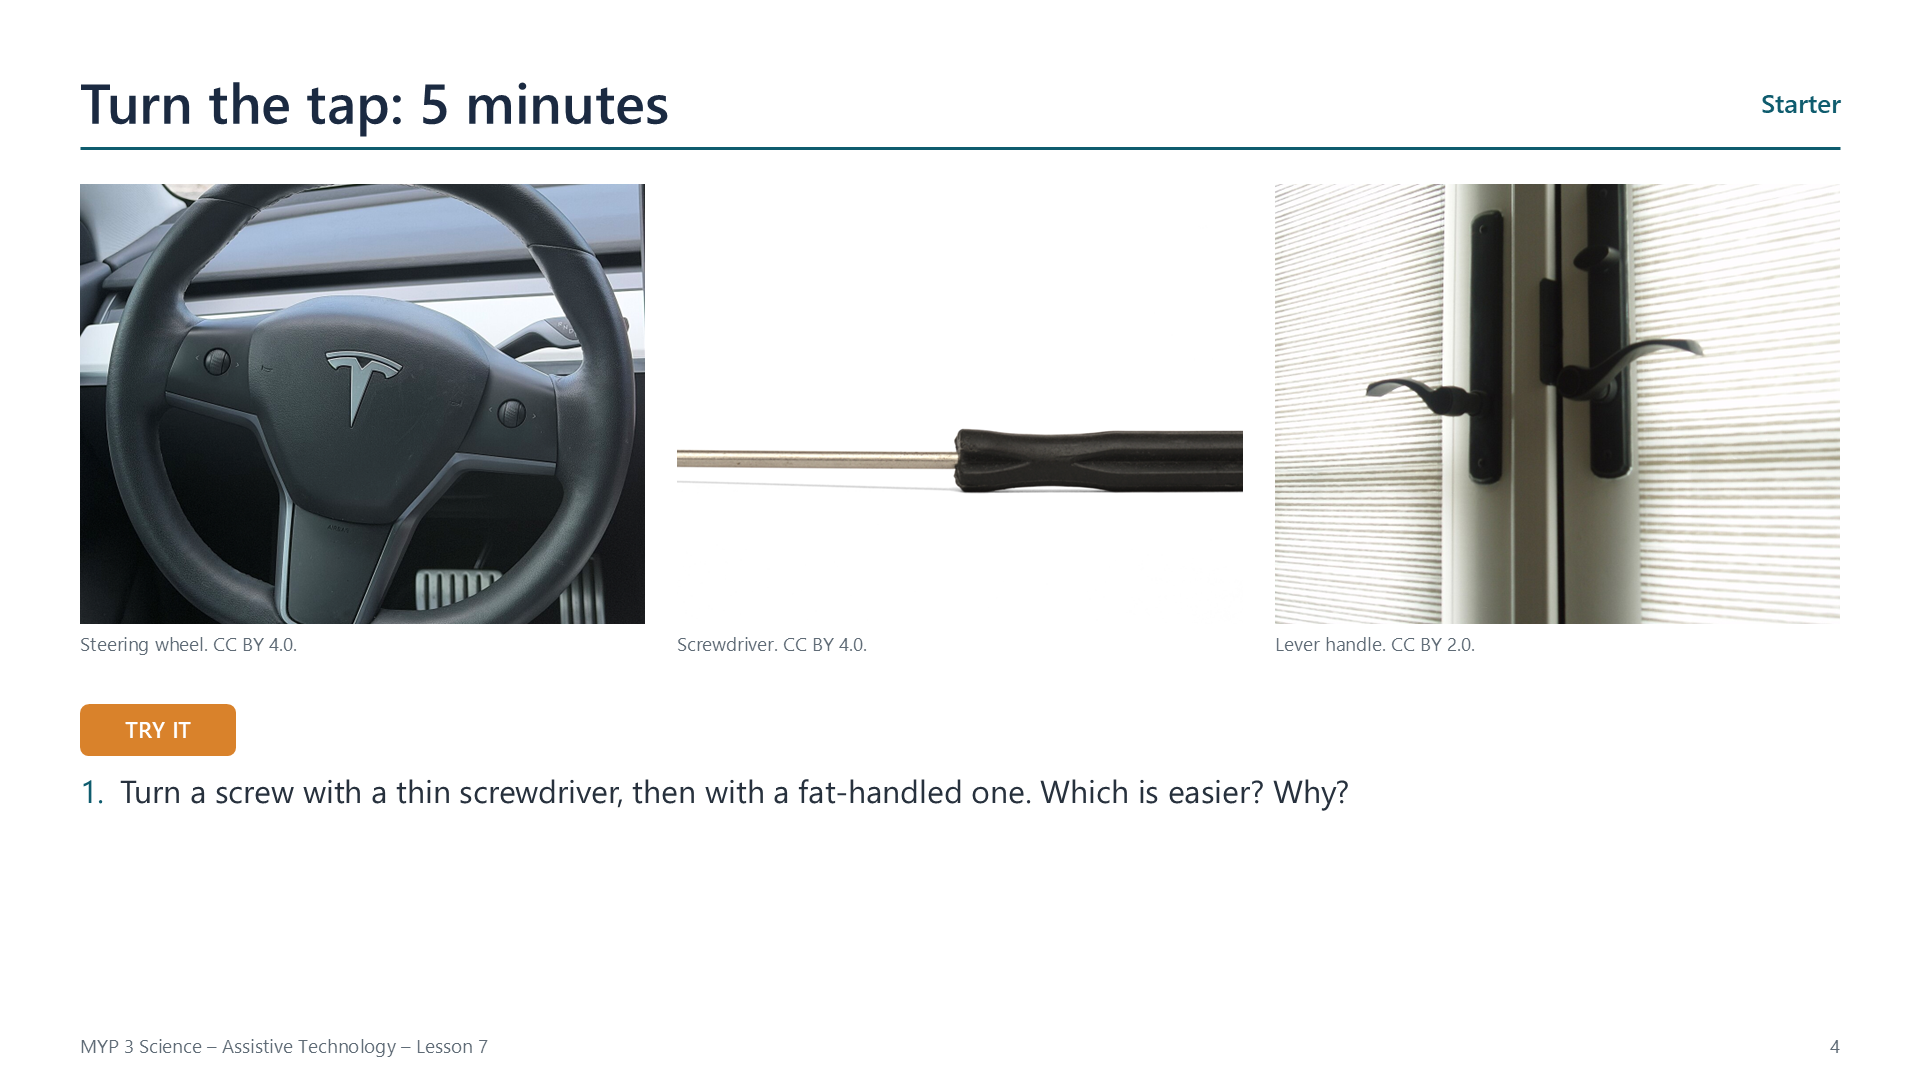 Turn the tap: 5 minutes
Starter
Steering wheel. CC BY 4.0.
Screwdriver. CC BY 4.0.
Lever handle. CC BY 2.0.
TRY IT
1. Turn a screw with a thin screwdriver, then with a fat-handled one. Which is easier? Why?
MYP 3 Science – Assistive Technology – Lesson 7
4